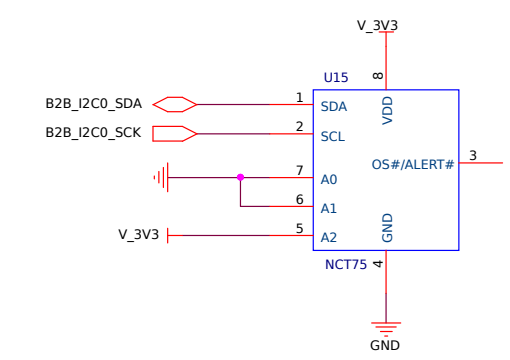 V_3V3
U15
8
VDD
B2B_I2C0_SDA
1
SDA
B2B_I2C0_SCK
2
SCL
OS#/ALERT#
3
7
A0
6
A1
V_3V3
5
A2
GND
NCT75
4
GND